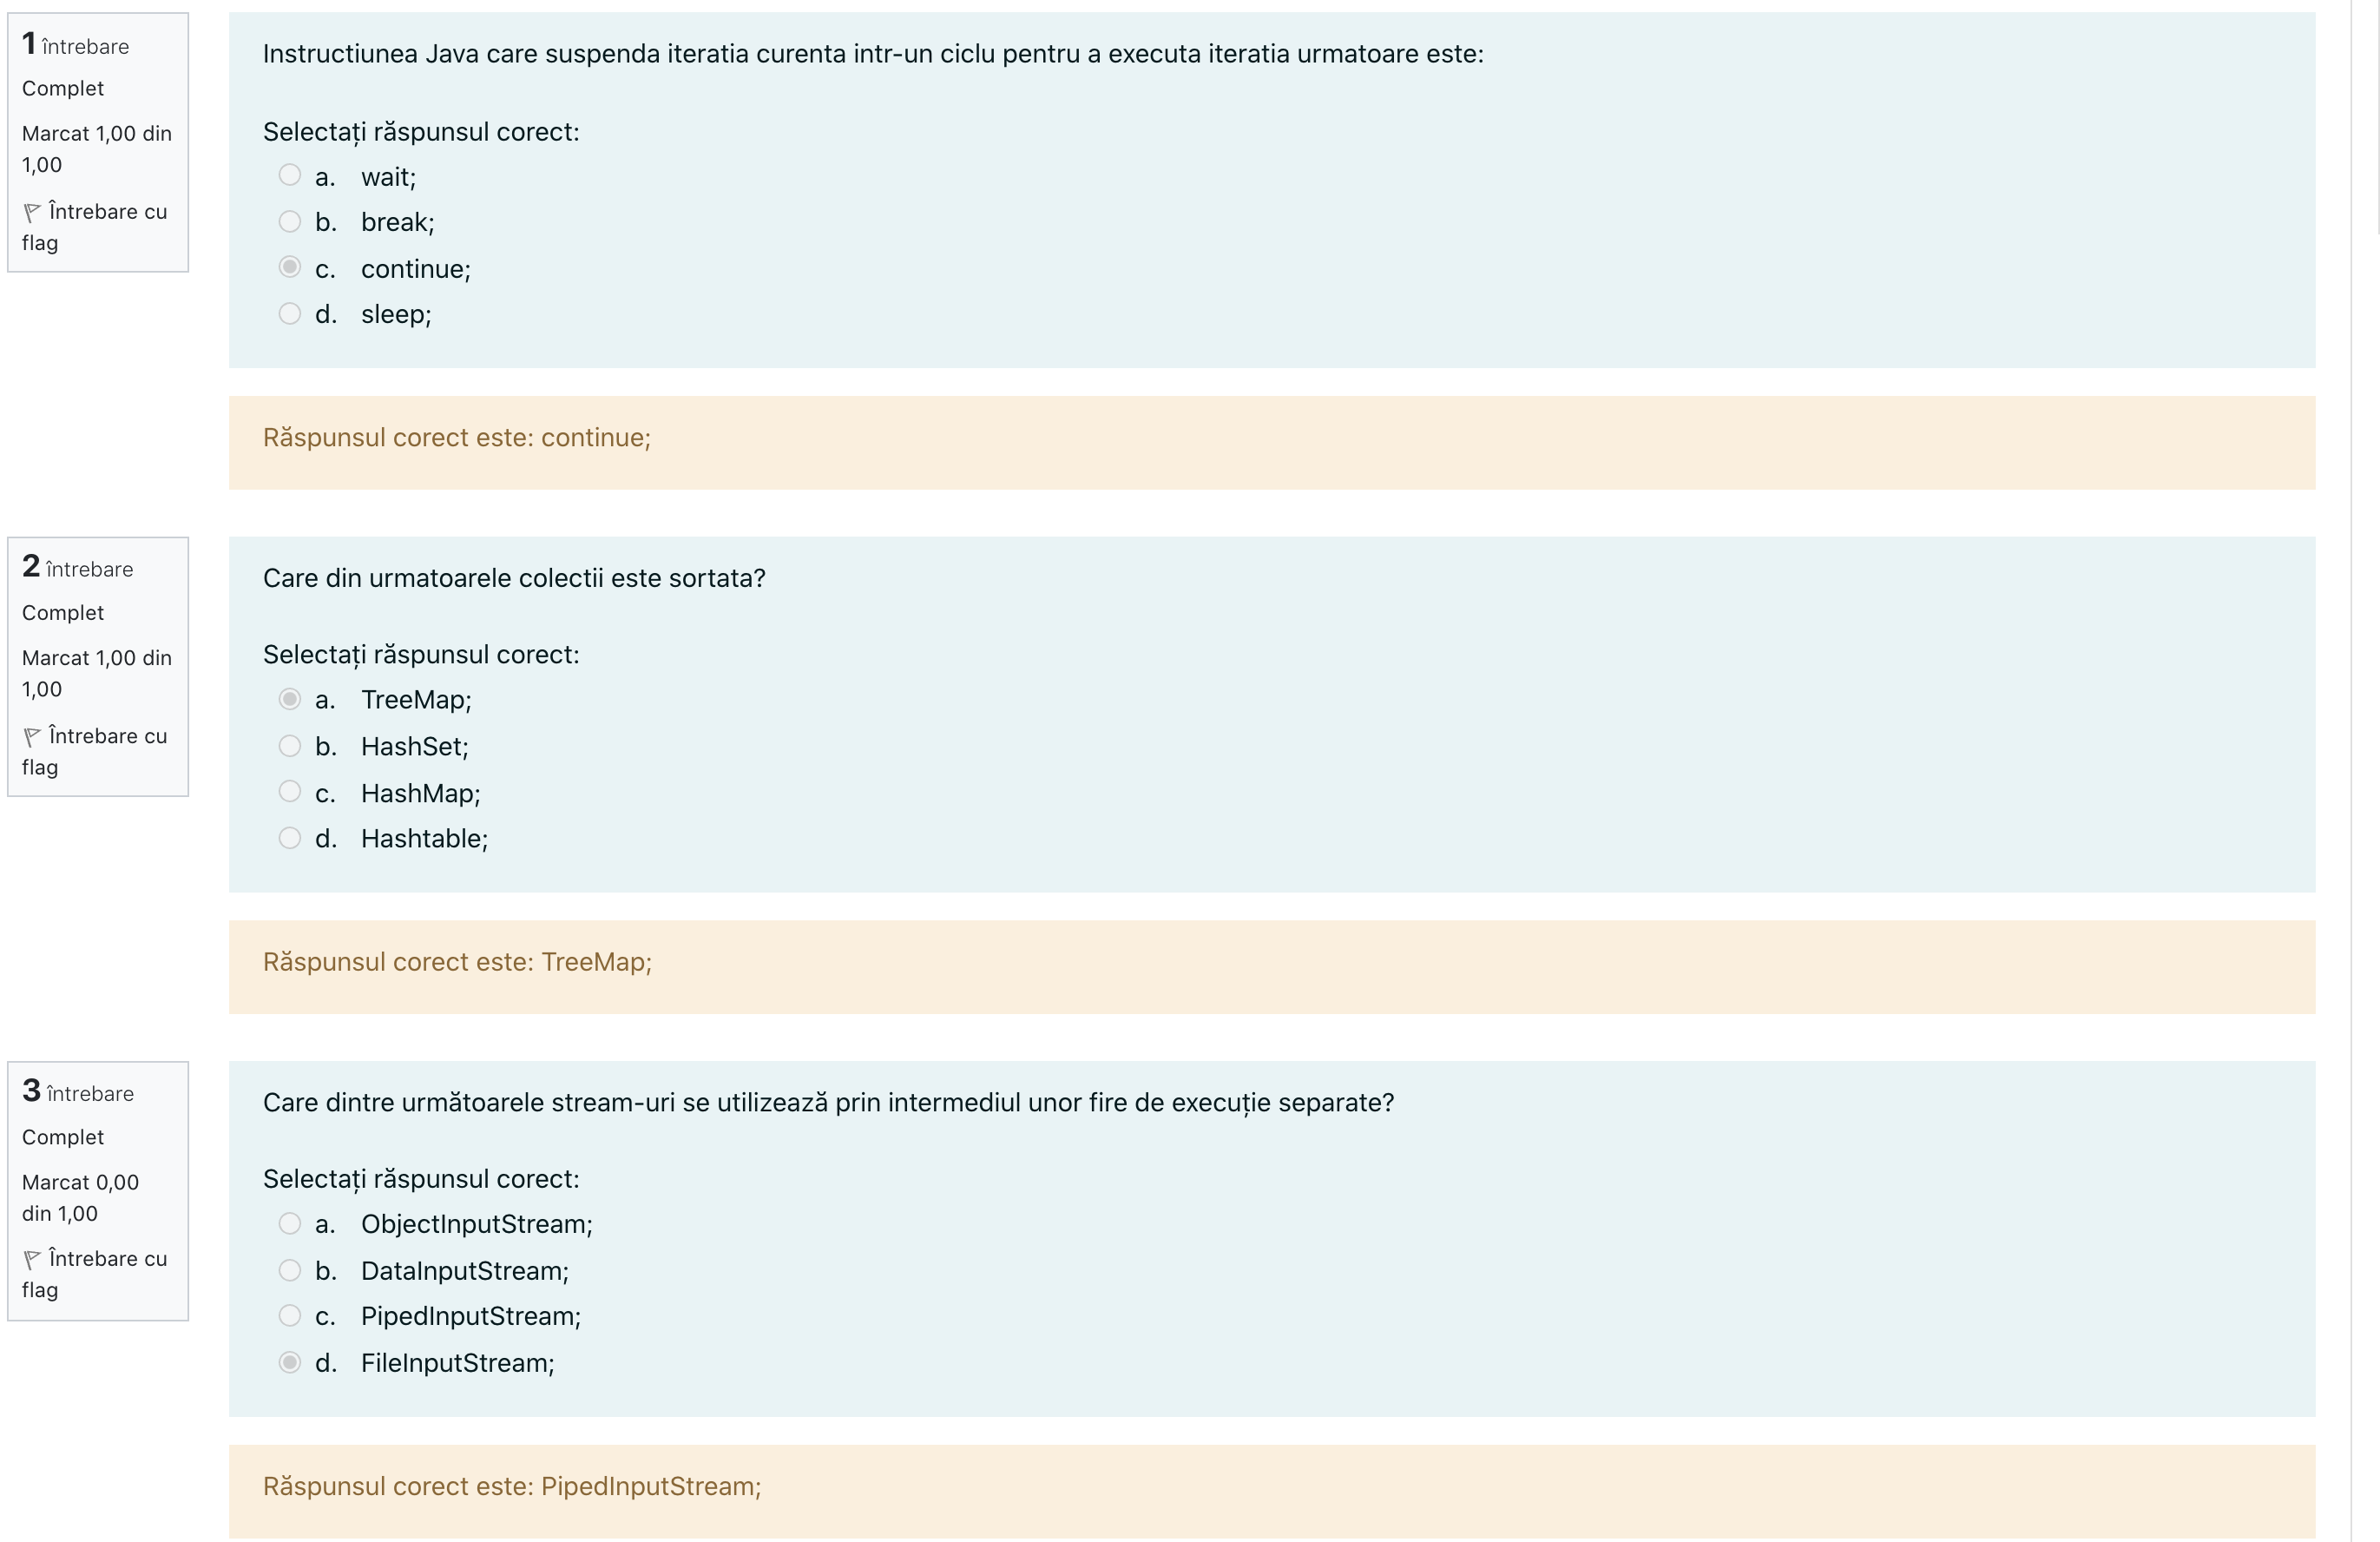 1 întrebare
Complet
Marcat 1,00 din
1,00
Întrebare cu
flag
Instructiunea Java care suspenda iteratia curenta intr-un ciclu pentru a executa iteratia urmatoare este:
Selectați răspunsul corect:
a. wait;
b. break;
c. continue;
d. sleep;
Răspunsul corect este: continue;
2 întrebare
Complet
Marcat 1,00 din
1,00
Întrebare cu
flag
Care din urmatoarele colectii este sortata?
Selectați răspunsul corect:
a. TreeMap;
b. HashSet;
c. HashMap;
d. Hashtable;
Răspunsul corect este: TreeMap;
3 întrebare
Complet
Marcat 0,00
din 1,00
Întrebare cu
flag
Care dintre următoarele stream-uri se utilizează prin intermediul unor fire de execuție separate?
Selectați răspunsul corect:
a. ObjectInputStream;
b. DataInputStream;
c. PipedInputStream;
d. FileInputStream;
Răspunsul corect este: PipedInputStream;